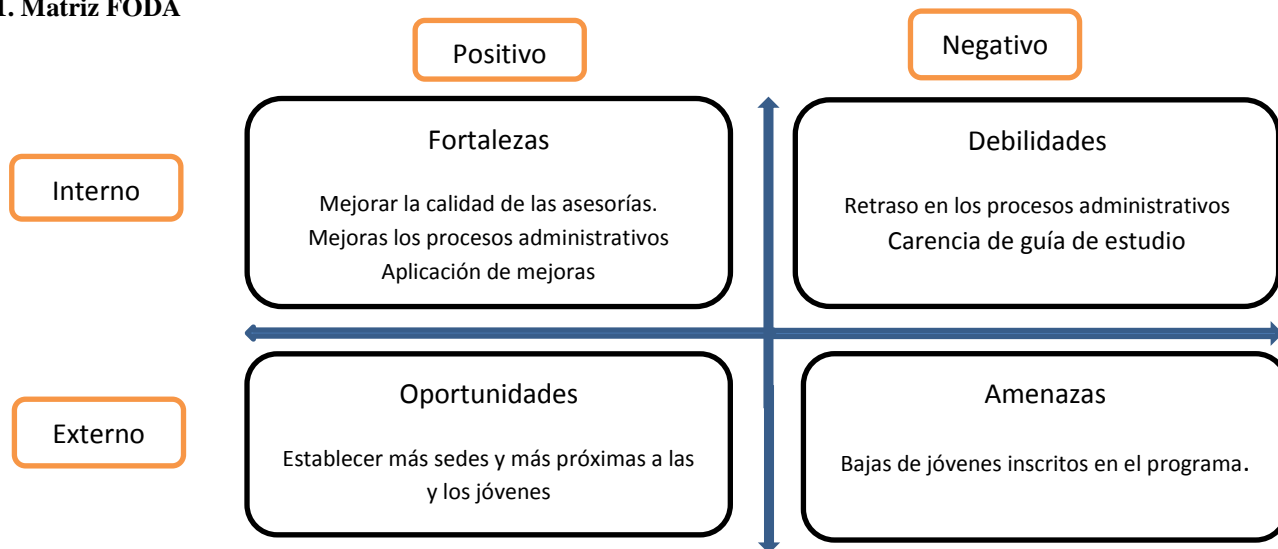 1. Matriz FODA
Positivo
Negativo
Interno
Fortalezas
Mejorar la calidad de las asesorías.
Mejoras los procesos administrativos
Aplicación de mejoras
Debilidades
Retraso en los procesos administrativos
Carencia de guía de estudio
Externo
Oportunidades
Establecer más sedes y más próximas a las
y los jóvenes
Amenazas
Bajas de jóvenes inscritos en el programa.